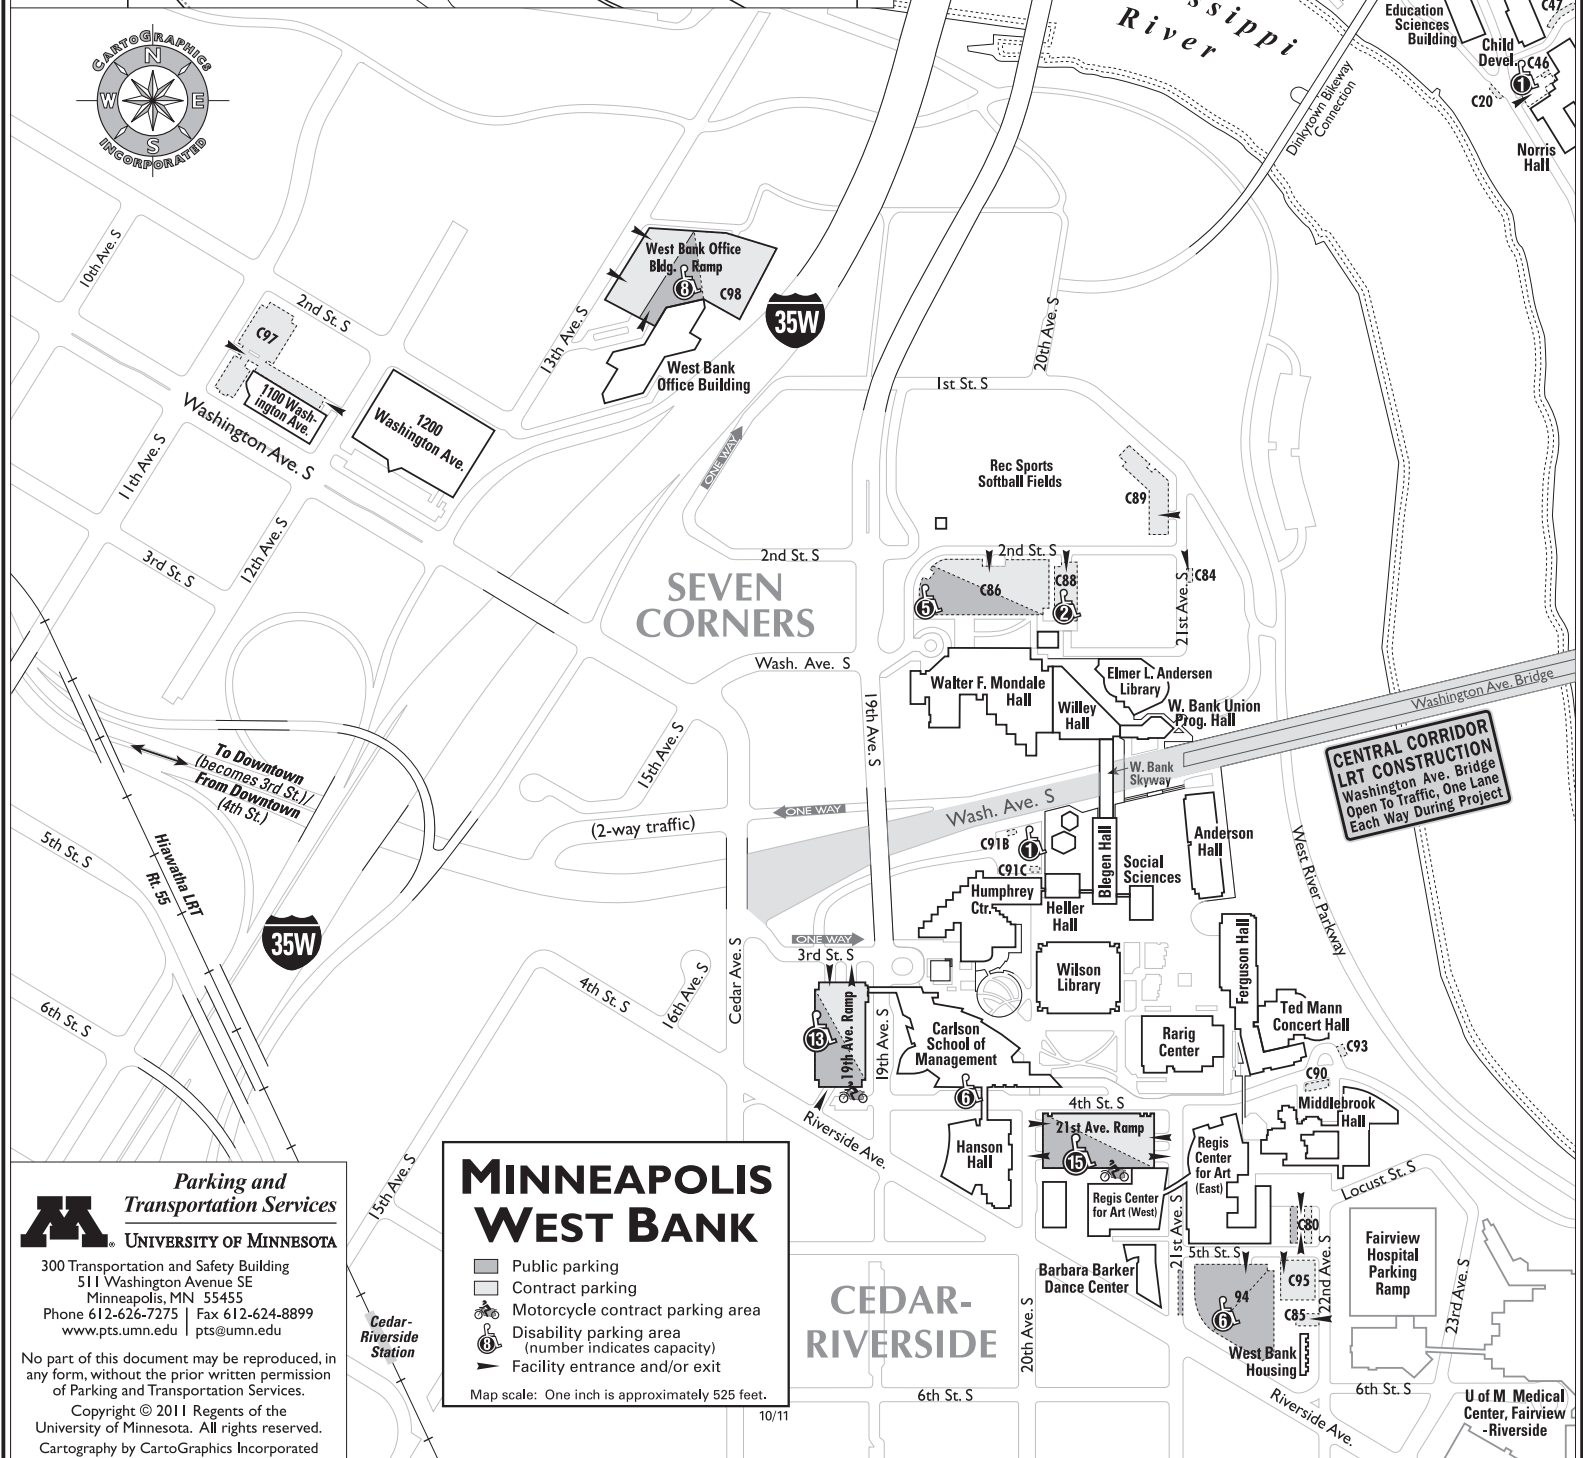 CARTOGRAPHICS
N
W
E
S
INCORPORATED
ssippi
River
Dinkytown Bikeway
Connection
Education
Sciences
Building
C47
Child
Devel.
C46
1
C20
Norris
Hall
10th Ave. S
2nd St. S
C97
1100 Wash-
ington Ave.
1200
Washington Ave.
Washington Ave. S
11th Ave. S
12th Ave. S
3rd St. S
13th Ave. S
West Bank Office
Bldg. Ramp
8
C98
35W
West Bank
Office Building
ONE WAY
20th Ave. S
1st St. S
Rec Sports
Softball Fields
C89
2nd St. S
2nd St. S
C86
C88
C84
5
2
21st Ave. S
SEVEN
CORNERS
Wash. Ave. S
19th Ave. S
Walter F. Mondale
Hall
Willey
Hall
Elmer L. Andersen
Library
W. Bank Union
Prog. Hall
Washington Ave. Bridge
CENTRAL CORRIDOR
LRT CONSTRUCTION
Washington Ave. Bridge
Open To Traffic, One Lane
Each Way During Project
W. Bank
Skyway
Wash. Ave. S
15th Ave. S
ONE WAY
(2-way traffic)
To Downtown
(becomes 3rd St.)/
From Downtown
(4th St.)
5th St. S
Hiawatha LRT
Rt. 55
35W
6th St. S
C91B
1
C91C
Blegen Hall
Social
Sciences
Anderson
Hall
West River Parkway
Humphrey
Ctr.
Heller
Hall
ONE WAY
3rd St. S
Cedar Ave. S
16th Ave. S
4th St. S
Wilson
Library
Ferguson Hall
Ted Mann
Concert Hall
C93
C90
Rarig
Center
13
19th Ave. Ramp
19th Ave. S
Carlson
School of
Management
6
Riverside Ave.
4th St. S
21st Ave. Ramp
15
Hanson
Hall
Middlebrook
Hall
Regis
Center
for Art
(East)
Regis Center
for Art (West)
21st Ave. S
Locust St. S
C80
5th St. S
22nd Ave. S
C95
94
6
C85
Barbara Barker
Dance Center
Fairview
Hospital
Parking
Ramp
23rd Ave. S
West Bank
Housing
20th Ave. S
CEDAR-
RIVERSIDE
6th St. S
6th St. S
Riverside Ave.
U of M Medical
Center, Fairview
-Riverside
15th Ave. S
Cedar-
Riverside
Station
MINNEAPOLIS
WEST BANK
Public parking
Contract parking
Motorcycle contract parking area
8
Disability parking area
(number indicates capacity)
Facility entrance and/or exit
Map scale: One inch is approximately 525 feet.
10/11
Parking and
Transportation Services
M®
UNIVERSITY OF MINNESOTA
300 Transportation and Safety Building
511 Washington Avenue SE
Minneapolis, MN 55455
Phone 612-626-7275 | Fax 612-624-8899
www.pts.umn.edu | pts@umn.edu
No part of this document may be reproduced, in
any form, without the prior written permission
of Parking and Transportation Services.
Copyright © 2011 Regents of the
University of Minnesota. All rights reserved.
Cartography by CartoGraphics Incorporated